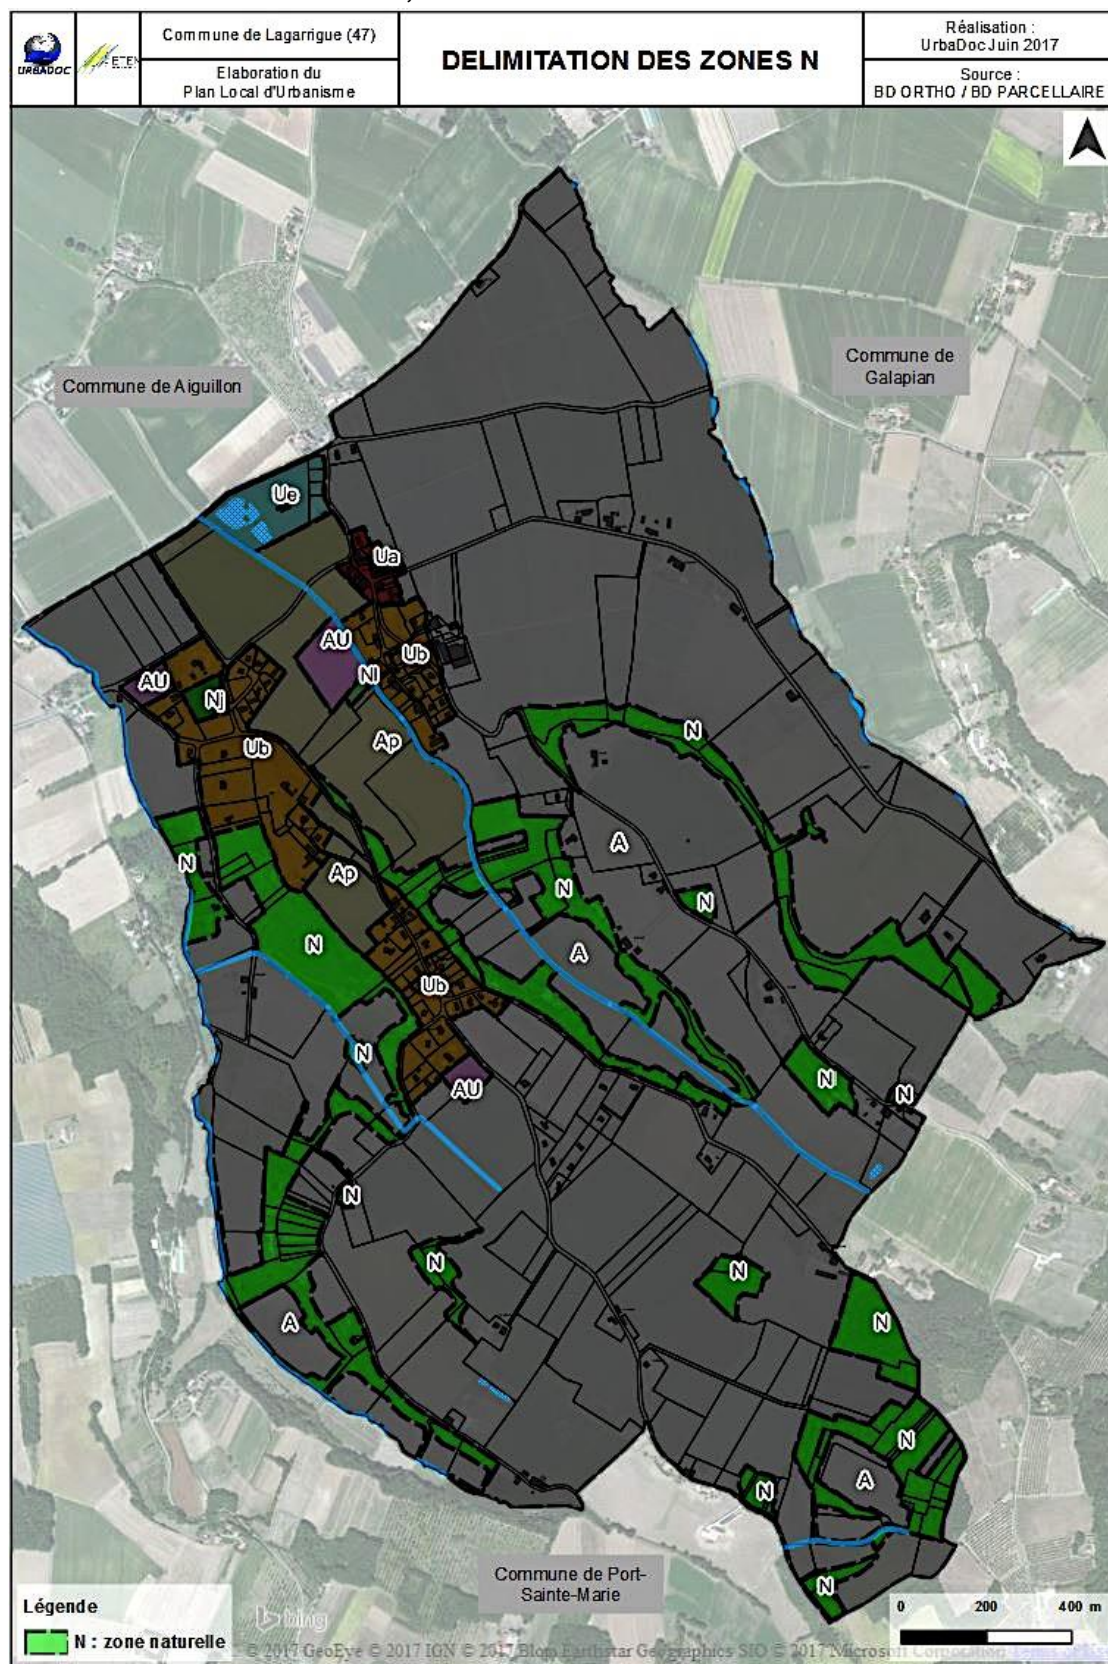 URBADOC
ETEN
Commune de Lagarrigue (47)
Elaboration du
Plan Local d'Urbanisme
DELIMITATION DES ZONES N
Réalisation :
UrbaDoc Juin 2017
Source :
BD ORTHO / BD PARCELLAIRE
Commune de Aiguillon
Commune de
Galapian
Ue
Ua
AU
Ub
AU
Nl
Nj
N
Ub
Ap
A
N
Ap
N
N
N
A
Ub
N
N
AU
N
N
N
N
N
A
N
N
A
N
N
Commune de Port-
Sainte-Marie
Légende
N : zone naturelle
bing
0 200 400 m
© 2017 GeoEye © 2017 IGN © 2017 Blom Earthstar Geographics SIO © 2017 Microsoft Corporation